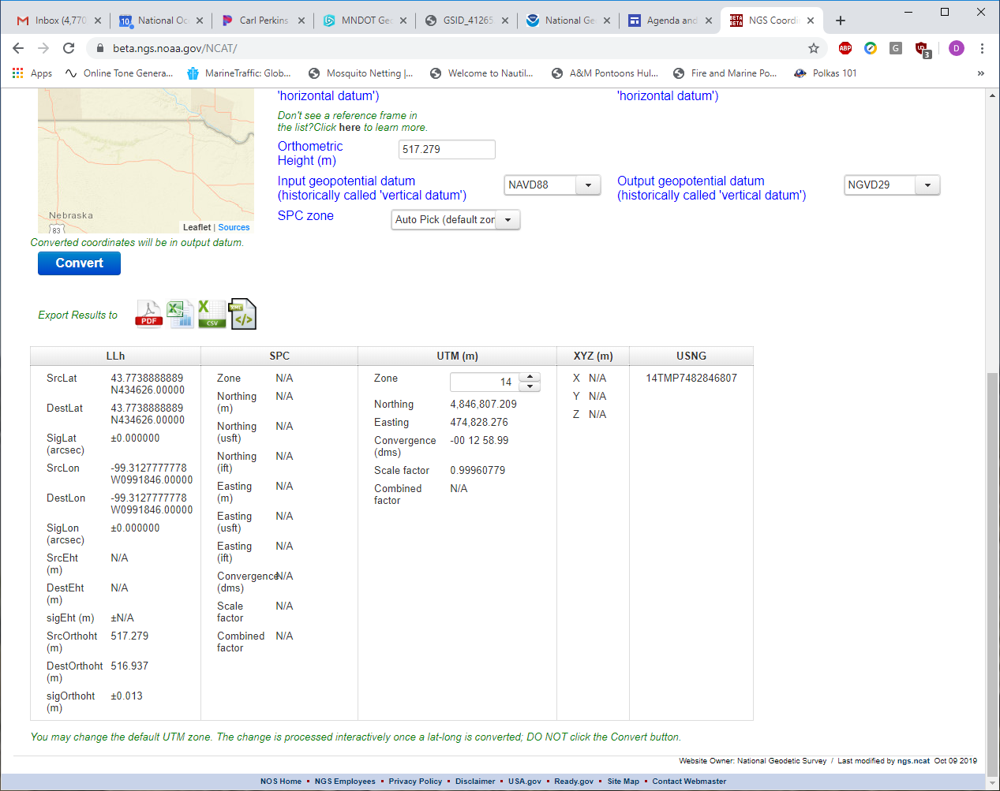 Inbox (4,770
National Oc
Carl Perkins
MNDOT Geo
GSID_41265
National Ge
Agenda and
NGS Coordi
beta.ngs.noaa.gov/NCAT/
Apps
Online Tone Genera...
MarineTraffic: Glob...
Mosquito Netting |...
Welcome to Nautil...
A&M Pontoons Hul...
Fire and Marine Po...
Polkas 101
»
'horizontal datum') 'horizontal datum')
Don't see a reference frame in
the list?Click here to learn more.
Orthometric
Height (m)
517.279
Input geopotential datum
(historically called 'vertical datum')
NAVD88
Output geopotential datum
(historically called 'vertical datum')
NGVD29
SPC zone
Auto Pick (default zor
Nebraska
83
Leaflet | Sources
Converted coordinates will be in output datum.
Convert
Export Results to
PDF
X
X CSV
XML </>
LLh SPC UTM (m) XYZ (m) USNG
SrcLat 43.7738888889
N434626.00000
DestLat 43.7738888889
N434626.00000
SigLat ±0.000000
(arcsec)
SrcLon -99.3127777778
W0991846.00000
DestLon -99.3127777778
W0991846.00000
SigLon ±0.000000
(arcsec)
SrcEht N/A
(m)
DestEht N/A
(m)
sigEht (m) ±N/A
SrcOrthoht 517.279
(m)
DestOrthoht 516.937
(m)
sigOrthoht ±0.013
(m)
Zone N/A
Northing N/A
(m)
Northing N/A
(usft)
Northing N/A
(ift)
Easting N/A
(m)
Easting N/A
(usft)
Easting N/A
(ift)
Convergence N/A
(dms)
Scale N/A
factor
Combined N/A
factor
Zone 14
Northing 4,846,807.209
Easting 474,828.276
Convergence -00 12 58.99
(dms)
Scale factor 0.99960779
Combined N/A
factor
X N/A
Y N/A
Z N/A
14TMP7482846807
You may change the default UTM zone. The change is processed interactively once a lat-long is converted; DO NOT click the Convert button.
Website Owner: National Geodetic Survey / Last modified by ngs.ncat Oct 09 2019
NOS Home ▪ NGS Employees ▪ Privacy Policy ▪ Disclaimer ▪ USA.gov ▪ Ready.gov ▪ Site Map ▪ Contact Webmaster